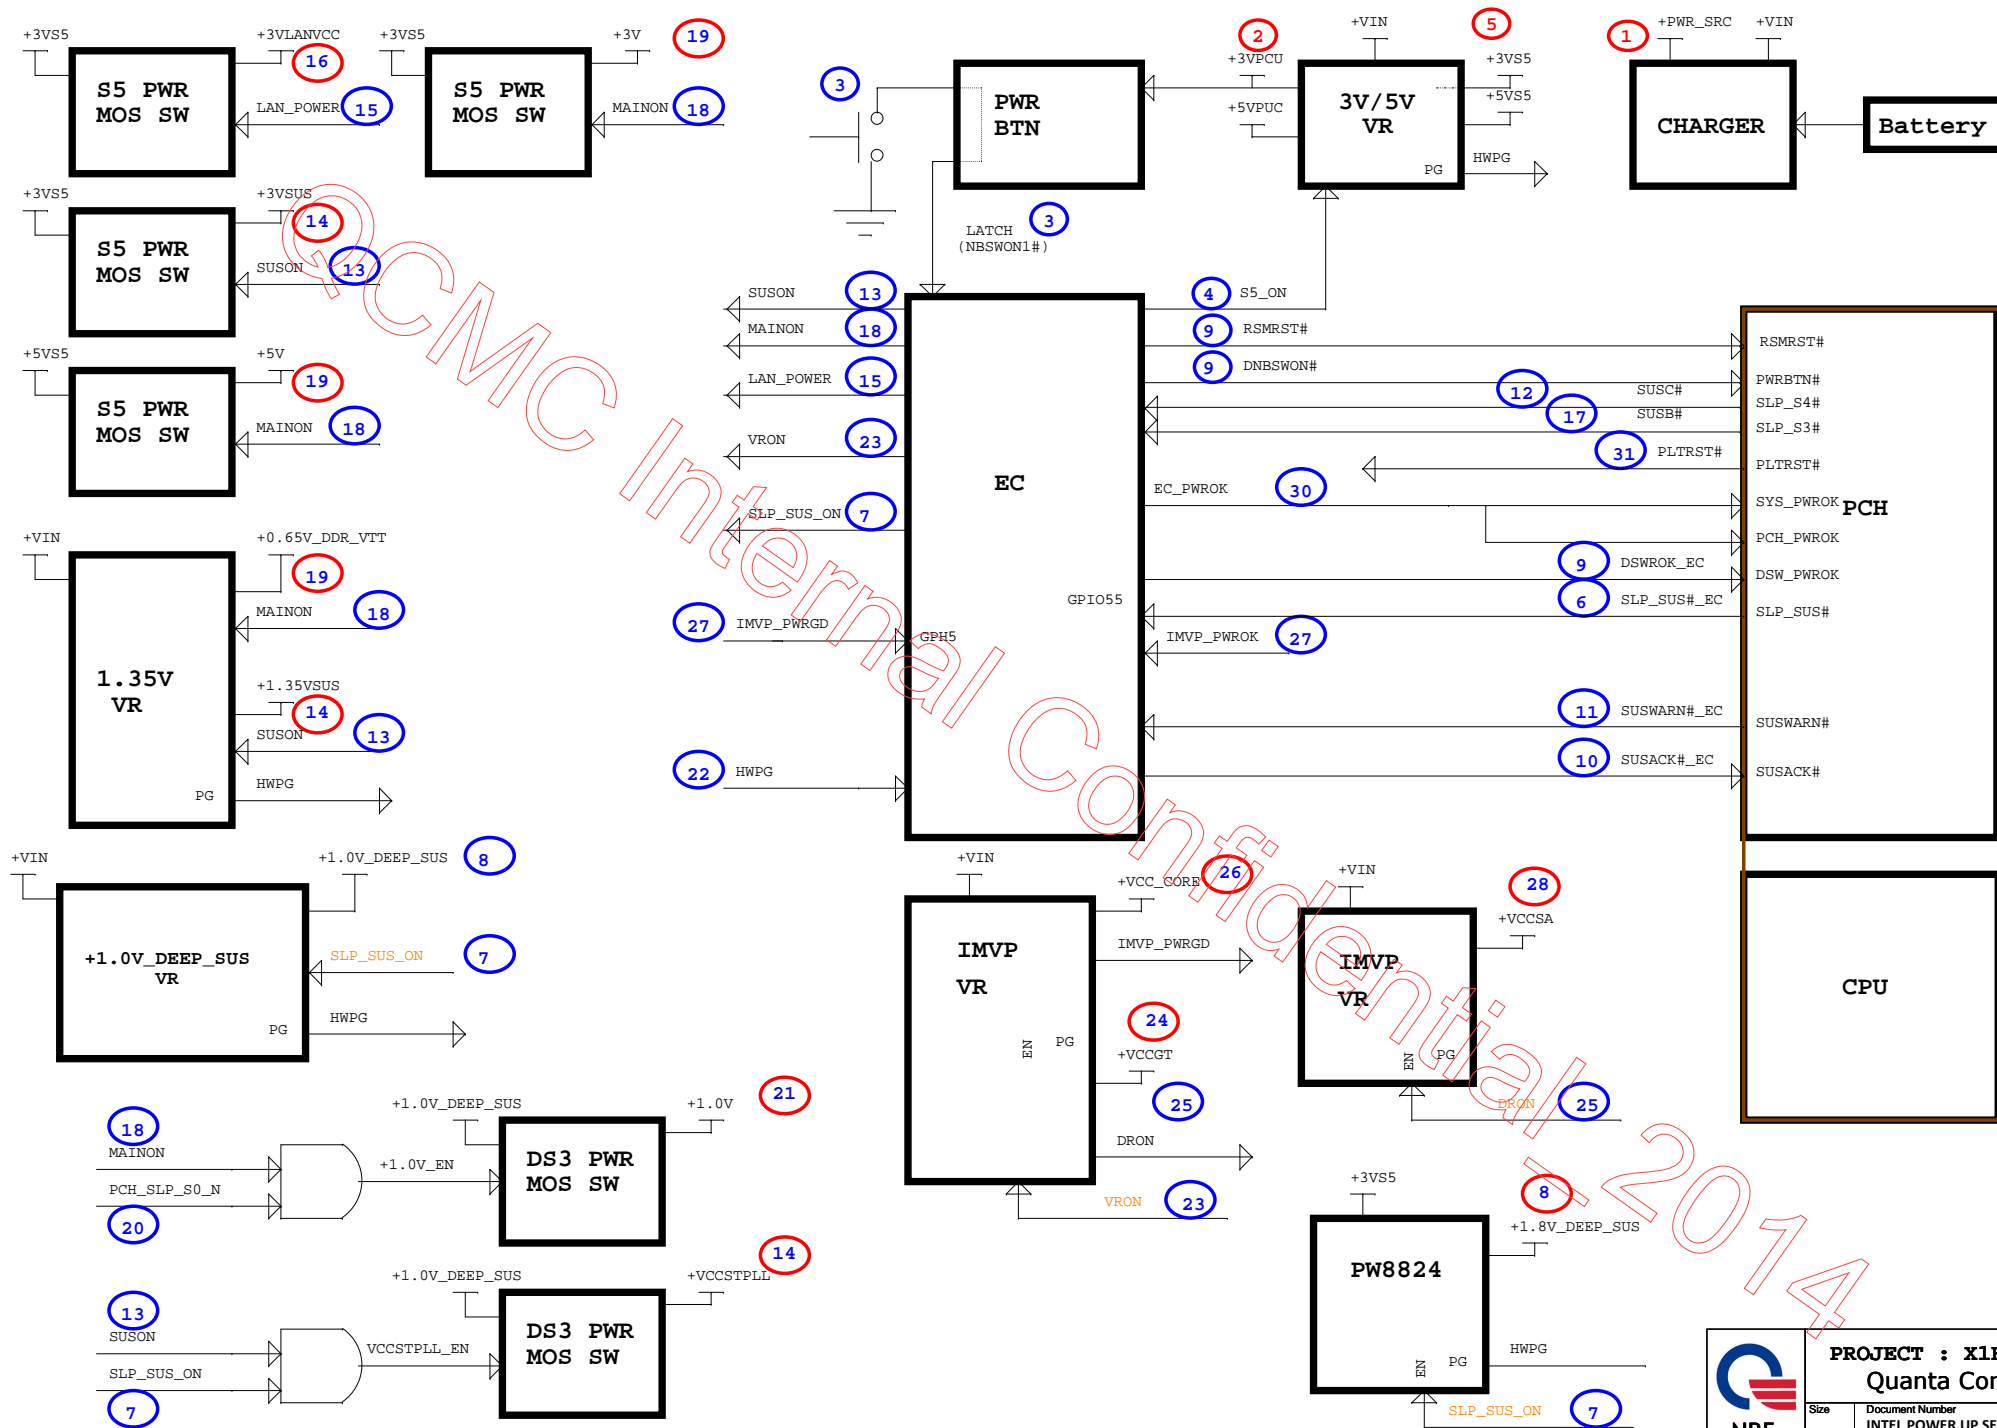 +3VS5
+3VLANVCC
16
S5 PWR
MOS SW
LAN_POWER
15
+3VS5
+3V
19
S5 PWR
MOS SW
MAINON
18
3
PWR
BTN
2
+3VPCU
+5VPUC
+VIN
5
3V/5V
VR
+3VS5
+5VS5
HWPG
PG
1
+PWR_SRC
+VIN
CHARGER
Battery
+3VS5
+3VSUS
14
S5 PWR
MOS SW
SUSON
13
LATCH
(NBSWON1#)
3
+5VS5
+5V
19
S5 PWR
MOS SW
MAINON
18
SUSON
13
MAINON
18
LAN_POWER
15
VRON
23
SLP_SUS_ON
7
27
IMVP_PWRGD
GPH5
22
HWPG
EC
GPIO55
4
S5_ON
9
RSMRST#
9
DNBSWON#
12
SUSC#
17
SUSB#
31
PLTRST#
EC_PWROK
30
9
DSWROK_EC
6
SLP_SUS#_EC
IMVP_PWROK
27
11
SUSWARN#_EC
10
SUSACK#_EC
RSMRST#
PWRBTN#
SLP_S4#
SLP_S3#
PLTRST#
SYS_PWROK
PCH
PCH_PWROK
DSW_PWROK
SLP_SUS#
SUSWARN#
SUSACK#
+VIN
+0.65V_DDR_VTT
19
MAINON
18
1.35V
VR
+1.35VSUS
14
SUSON
13
HWPG
PG
+VIN
+1.0V_DEEP_SUS
8
+1.0V_DEEP_SUS
VR
SLP_SUS_ON
7
HWPG
PG
+VIN
+VCC_CORE
26
IMVP
VR
IMVP_PWRGD
24
EN
PG
+VCCGT
25
DRON
VRON
23
+VIN
28
+VCCSA
IMVP
VR
EN
PG
DRON
25
CPU
18
MAINON
PCH_SLP_S0_N
20
+1.0V_EN
+1.0V_DEEP_SUS
+1.0V
21
DS3 PWR
MOS SW
13
SUSON
SLP_SUS_ON
7
VCCSTPLL_EN
+1.0V_DEEP_SUS
+VCCSTPLL
14
DS3 PWR
MOS SW
+3VS5
8
+1.8V_DEEP_SUS
PW8824
HWPG
EN
PG
SLP_SUS_ON
7
QCMC Internal Confidential_2014
PROJECT : X1
Quanta Co
Size
Document Number